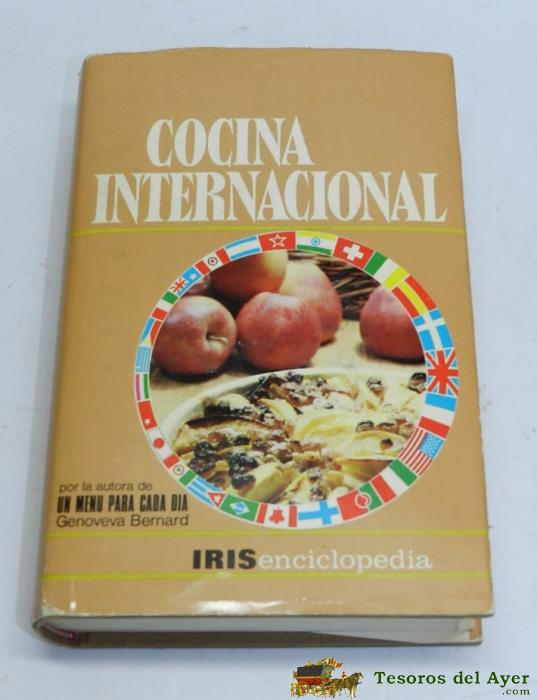 COCINA
INTERNACIONAL
por la autora de
UN MENU PARA CADA DIA
Genoveva Bernard
IRISenciclopedia
Tesoros del Ayer
.com